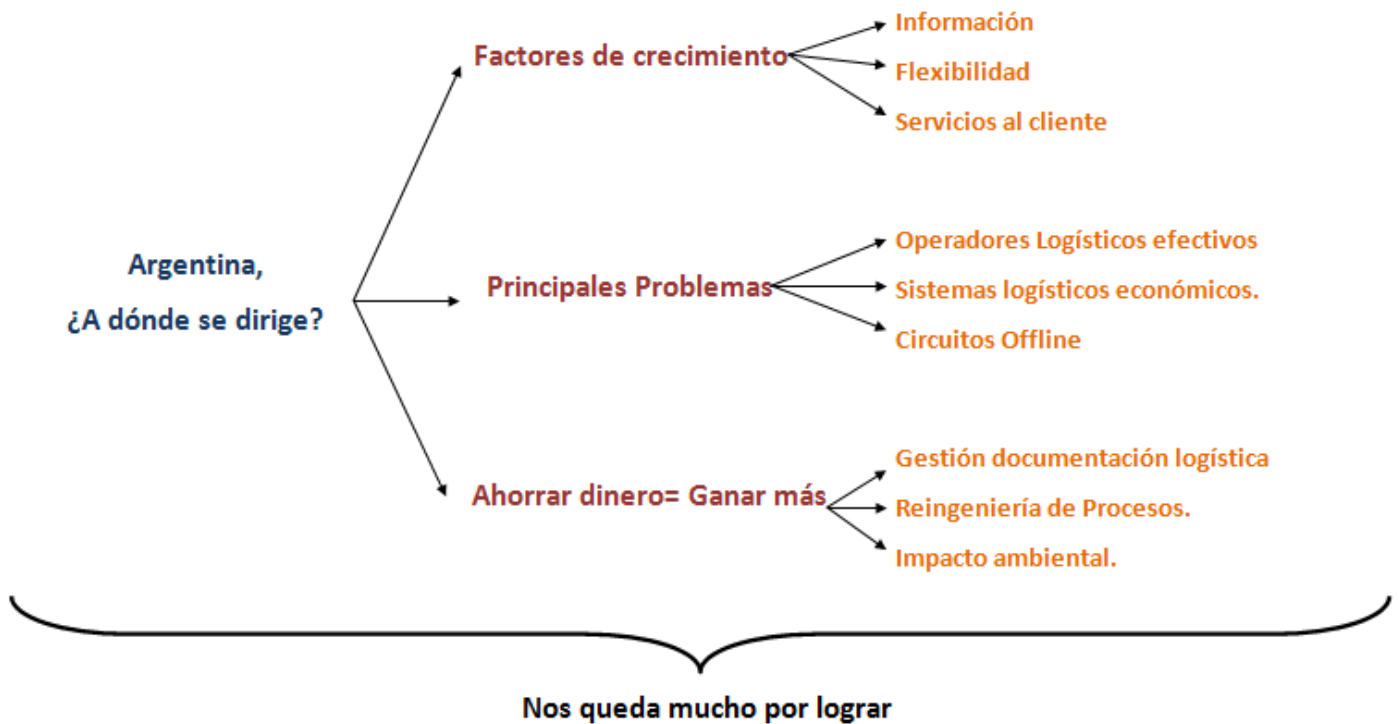 Argentina,
¿A dónde se dirige?
Factores de crecimiento
Información
Flexibilidad
Servicios al cliente
Principales Problemas
Operadores Logísticos efectivos
Sistemas logísticos económicos.
Circuitos Offline
Ahorrar dinero= Ganar más
Gestión documentación logística
Reingeniería de Procesos.
Impacto ambiental.
Nos queda mucho por lograr